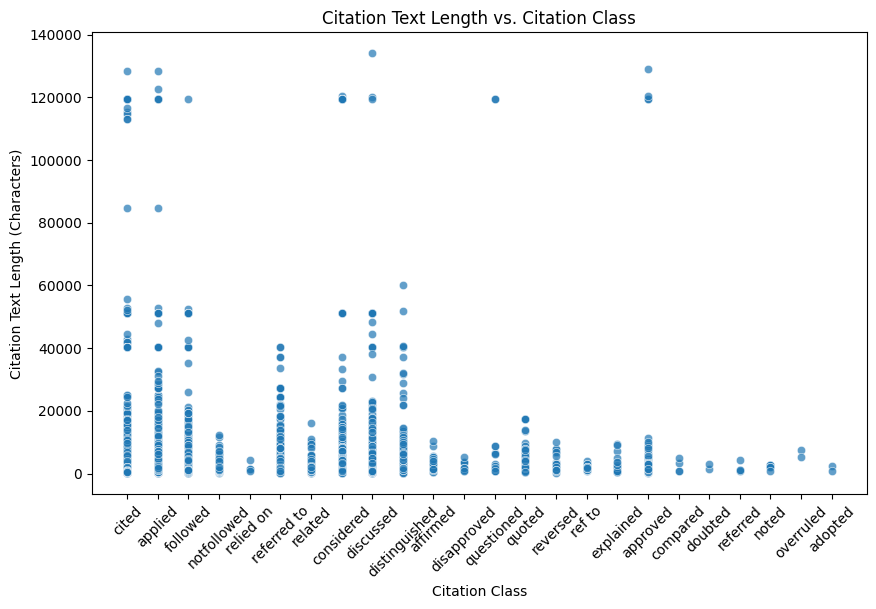 Citation Text Length vs. Citation Class
Citation Text Length (Characters)
140000
120000
100000
80000
60000
40000
20000
0
cited
applied
followed
notfollowed
relied on
referred to
related
considered
discussed
distinguished
affirmed
disapproved
questioned
quoted
reversed
ref to
explained
approved
compared
doubted
referred
noted
overruled
adopted
Citation Class